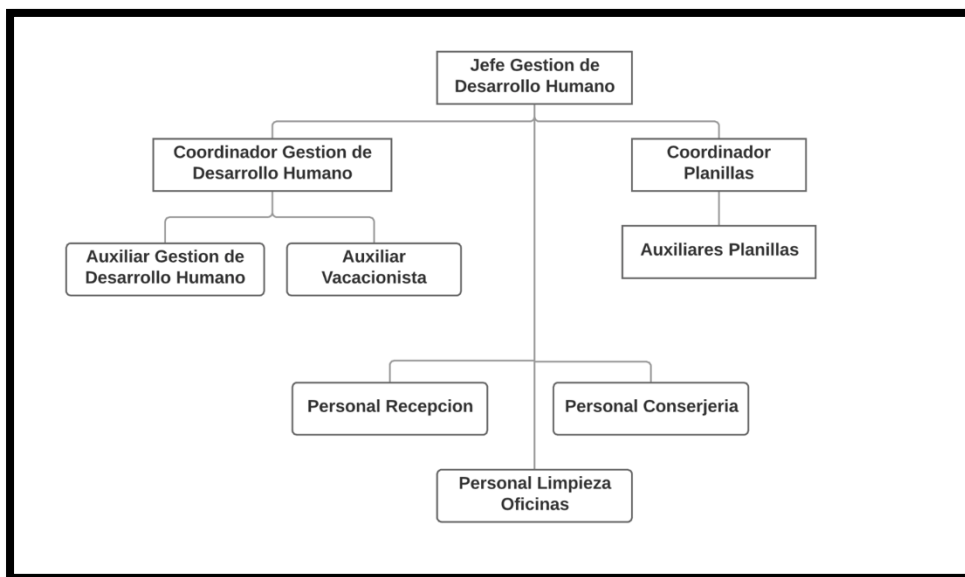 Jefe Gestion de
Desarrollo Humano
Coordinador Gestion de
Desarrollo Humano
Coordinador
Planillas
Auxiliar Gestion de
Desarrollo Humano
Auxiliar
Vacacionista
Auxiliares Planillas
Personal Recepcion
Personal Conserjeria
Personal Limpieza
Oficinas